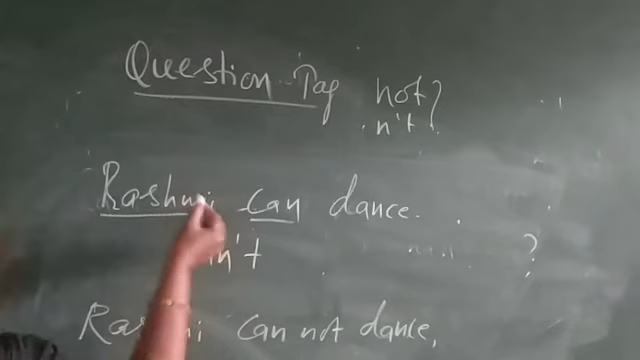 Question-Tag
not?
n't?
Rashmi can dance.
n't ?
Rashmi can not dance,